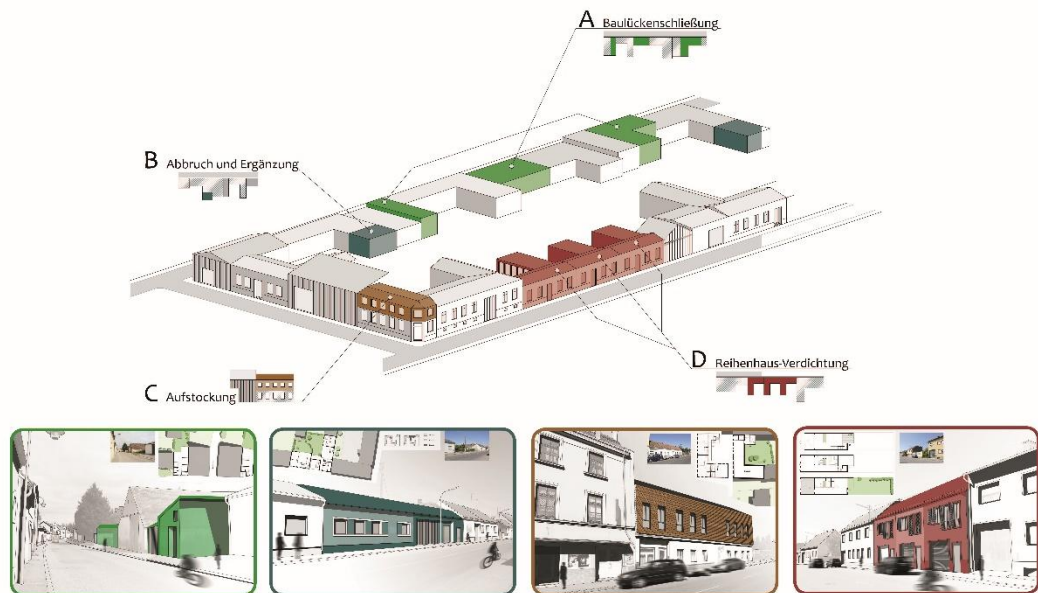 A Baulückenschließung
B Abbruch und Ergänzung
C Aufstockung
D Reihenhaus-Verdichtung